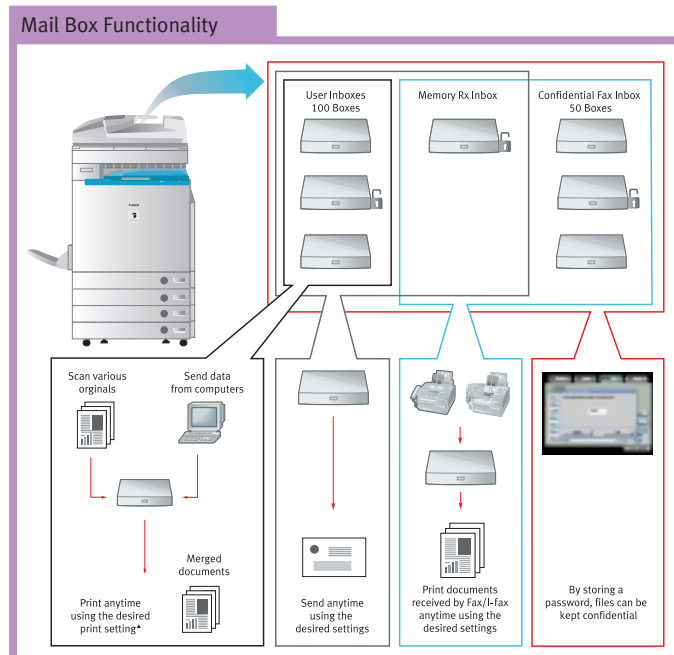 Mail Box Functionality
User Inboxes
100 Boxes
Memory Rx Inbox
Confidential Fax Inbox
50 Boxes
Canon
Scan various
orginals
Send data
from computers
Merged
documents
Print anytime
using the desired
print setting▲
Send anytime
using the
desired settings
Print documents
received by Fax/I-fax
anytime using the
desired settings
By storing a
password, files can be
kept confidential